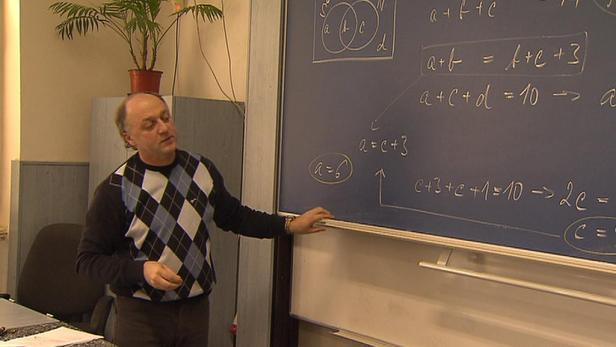 a b c
d
a + b + c
a + b = b + c + 3
a + c + d = 10 → a
a = c + 3
a = 6
c + 3 + c + 1 = 10 → 2c =
c =